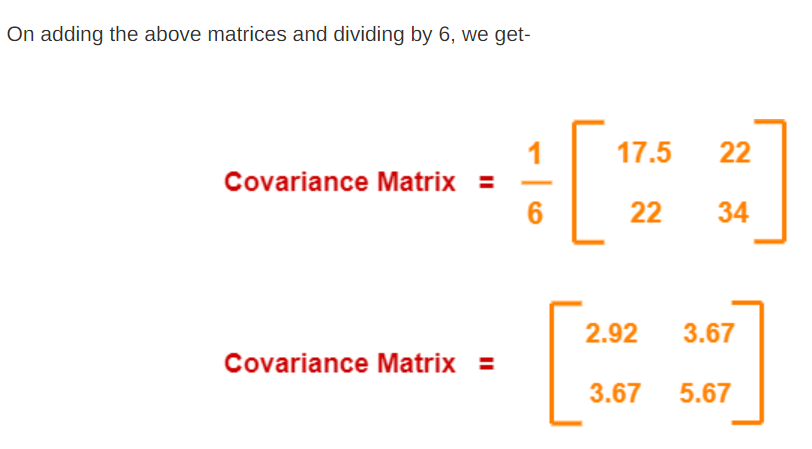 On adding the above matrices and dividing by 6, we get-
1 17.5 22
Covariance Matrix =
6 22 34
2.92 3.67
Covariance Matrix =
3.67 5.67